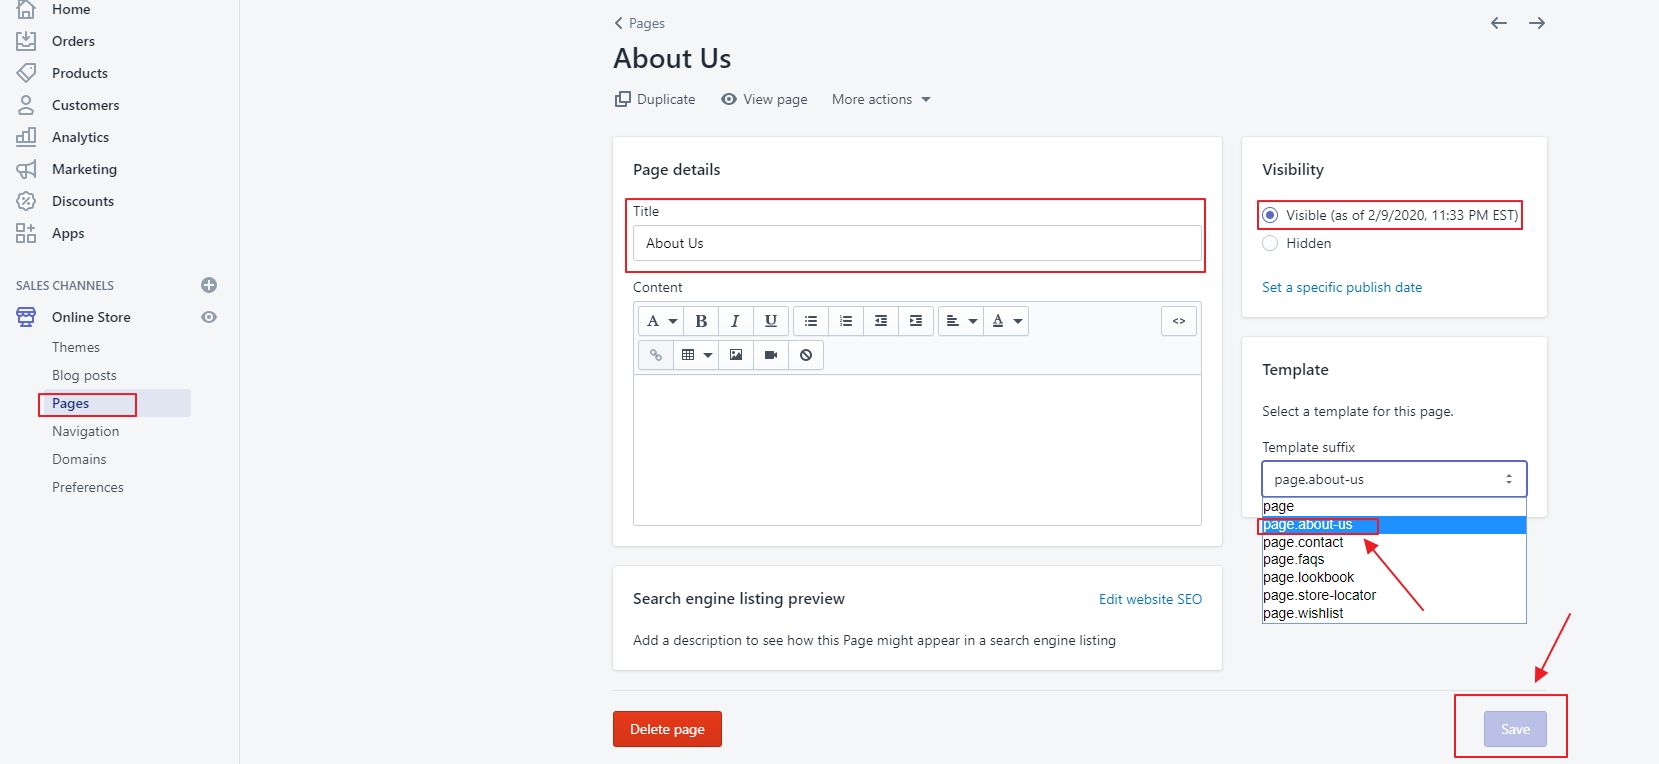 Home
Orders
Products
Customers
Analytics
Marketing
Discounts
Apps
SALES CHANNELS
Online Store
Themes
Blog posts
Pages
Navigation
Domains
Preferences
Pages
About Us
Duplicate View page More actions
Page details
Title
About Us
Content
A B I U A <>
Search engine listing preview Edit website SEO
Add a description to see how this Page might appear in a search engine listing
Visibility
Visible (as of 2/9/2020, 11:33 PM EST)
Hidden
Set a specific publish date
Template
Select a template for this page.
Template suffix
page.about-us
page
page.about-us
page.contact
page.faqs
page.lookbook
page.store-locator
page.wishlist
Delete page Save